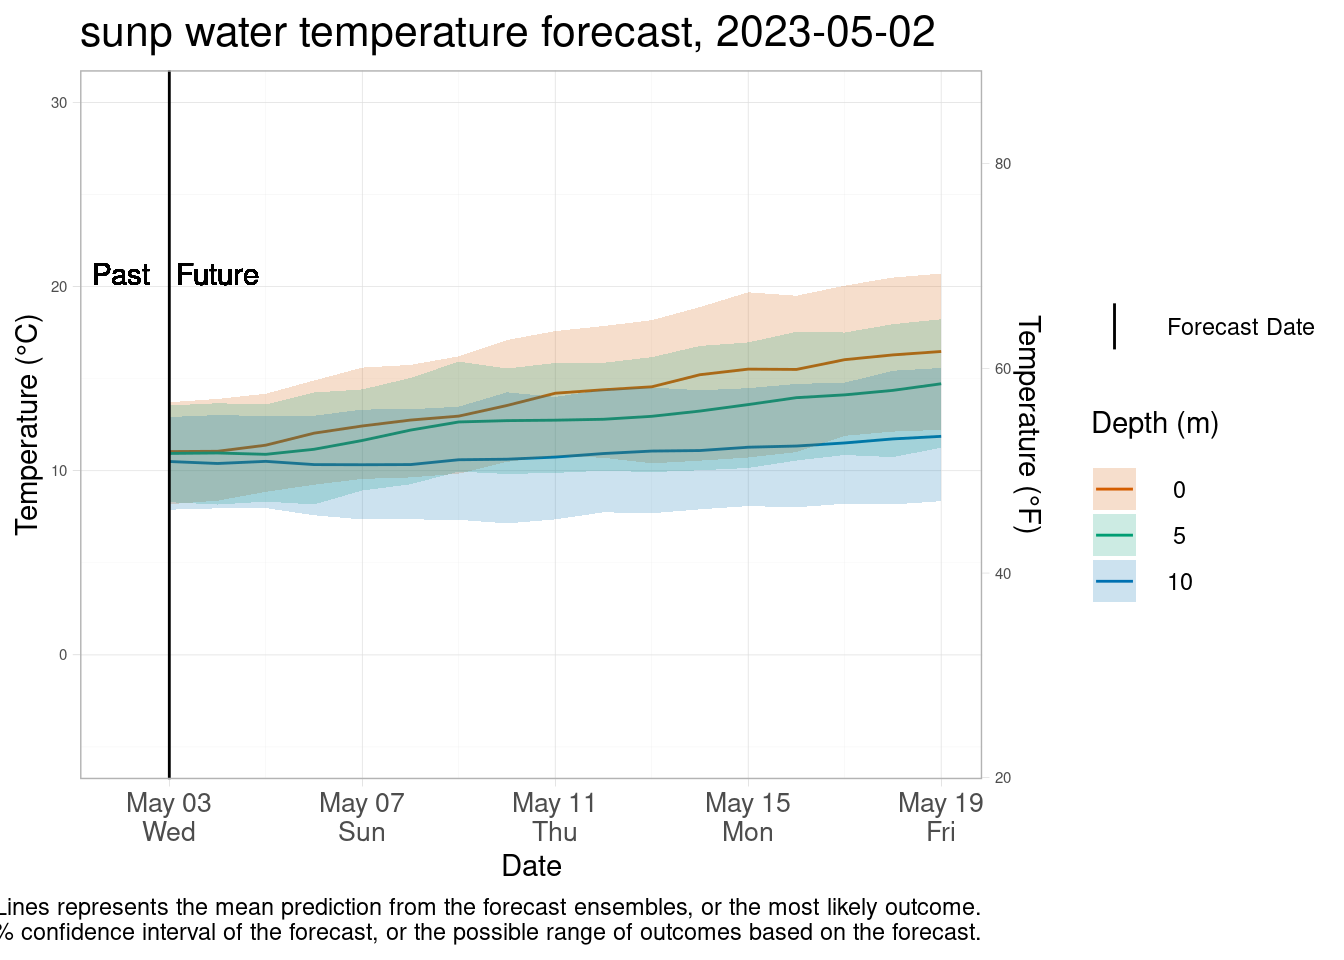 sunp water temperature forecast, 2023-05-02
30
20
10
0
Temperature (°C)
Past
Future
80
60
40
20
Temperature (°F)
May 03
Wed
May 07
Sun
May 11
Thu
May 15
Mon
May 19
Fri
Date
Forecast Date
Depth (m)
0
5
10
Lines represents the mean prediction from the forecast ensembles, or the most likely outcome.
% confidence interval of the forecast, or the possible range of outcomes based on the forecast.